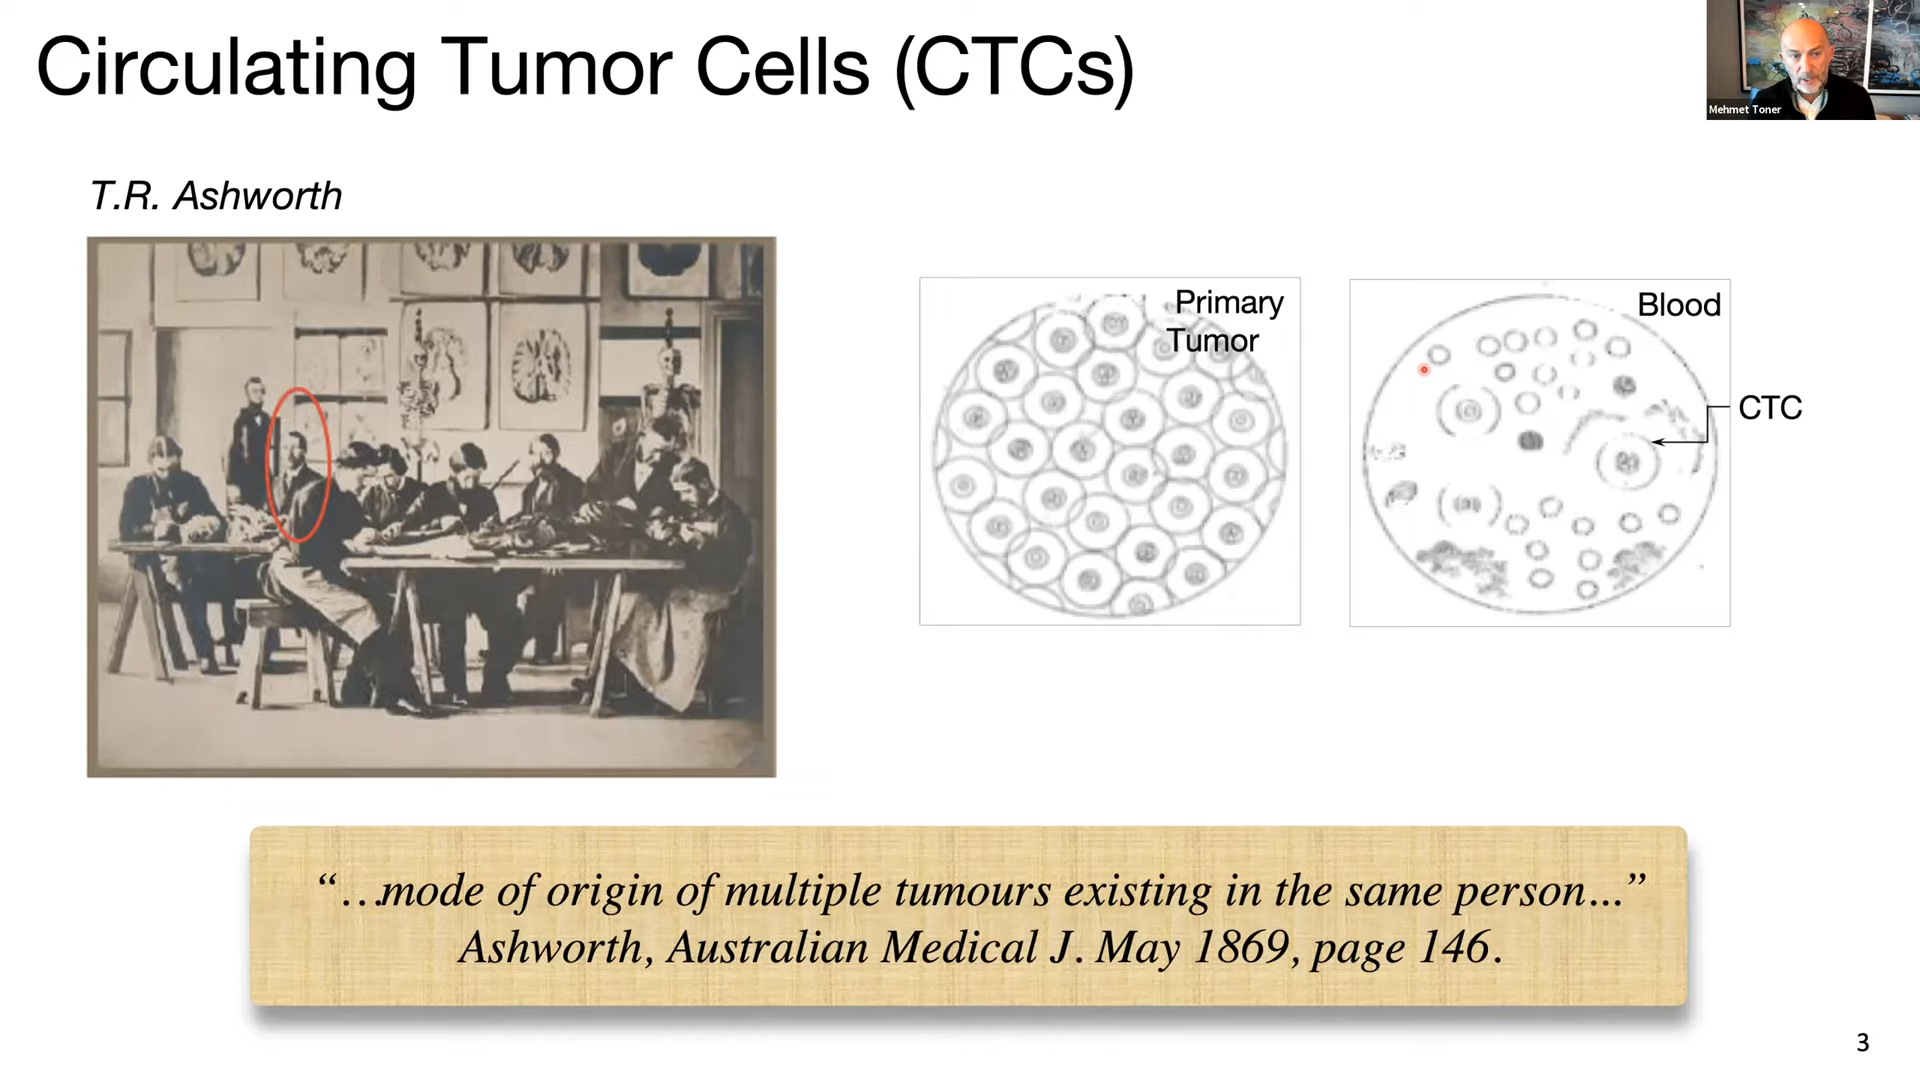 Circulating Tumor Cells (CTCs)
Mehmet Toner
T.R. Ashworth
Primary
Tumor
Blood
CTC
“…mode of origin of multiple tumours existing in the same person...”
Ashworth, Australian Medical J. May 1869, page 146.
3